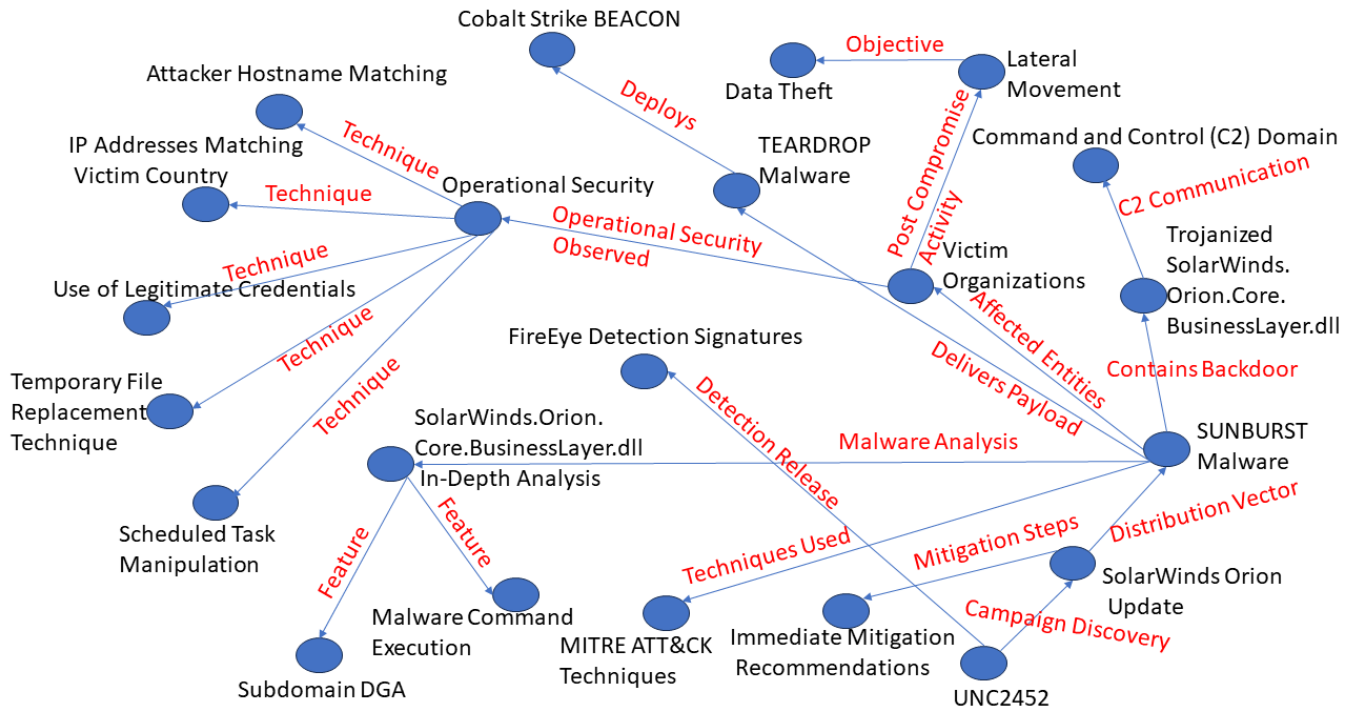 Cobalt Strike BEACON
Objective
Lateral
Movement
Data Theft
Attacker Hostname Matching
Deploys
Post Compromise
Activity
Command and Control (C2) Domain
IP Addresses Matching
Victim Country
Technique
TEARDROP
Malware
Operational Security
Technique
C2 Communication
Operational Security
Observed
Victim
Organizations
Trojanized
SolarWinds.
Orion.Core.
BusinessLayer.dll
Technique
Use of Legitimate Credentials
Affected Entities
FireEye Detection Signatures
Technique
Delivers Payload
Contains Backdoor
Temporary File
Replacement
Technique
Technique
Detection Release
SolarWinds.Orion.
Core.BusinessLayer.dll
In-Depth Analysis
Malware Analysis
SUNBURST
Malware
Scheduled Task
Manipulation
Feature
Feature
Techniques Used
Mitigation Steps
Distribution Vector
SolarWinds Orion
Update
Malware Command
Execution
Campaign Discovery
MITRE ATT&CK
Techniques
Immediate Mitigation
Recommendations
Subdomain DGA
UNC2452